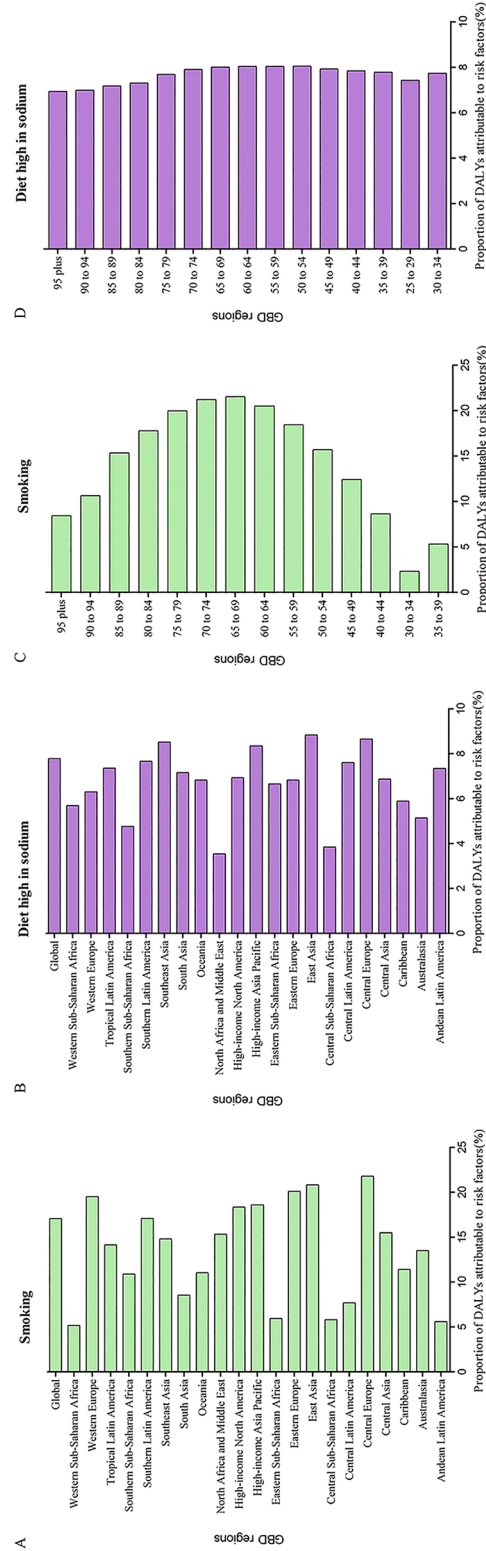 A
Smoking
GBD regions
Global
Western Sub-Saharan Africa
Western Europe
Tropical Latin America
Southern Sub-Saharan Africa
Southern Latin America
Southeast Asia
South Asia
Oceania
North Africa and Middle East
High-income North America
High-income Asia Pacific
Eastern Sub-Saharan Africa
Eastern Europe
East Asia
Central Sub-Saharan Africa
Central Latin America
Central Europe
Central Asia
Caribbean
Australasia
Andean Latin America
0 5 10 15 20 25
Proportion of DALYs attributable to risk factors(%)
B
Diet high in sodium
GBD regions
Global
Western Sub-Saharan Africa
Western Europe
Tropical Latin America
Southern Sub-Saharan Africa
Southern Latin America
Southeast Asia
South Asia
Oceania
North Africa and Middle East
High-income North America
High-income Asia Pacific
Eastern Sub-Saharan Africa
Eastern Europe
East Asia
Central Sub-Saharan Africa
Central Latin America
Central Europe
Central Asia
Caribbean
Australasia
Andean Latin America
0 2 4 6 8 10
Proportion of DALYs attributable to risk factors(%)
C
Smoking
GBD regions
95 plus
90 to 94
85 to 89
80 to 84
75 to 79
70 to 74
65 to 69
60 to 64
55 to 59
50 to 54
45 to 49
40 to 44
30 to 34
35 to 39
0 5 10 15 20 25
Proportion of DALYs attributable to risk factors(%)
D
Diet high in sodium
GBD regions
95 plus
90 to 94
85 to 89
80 to 84
75 to 79
70 to 74
65 to 69
60 to 64
55 to 59
50 to 54
45 to 49
40 to 44
35 to 39
25 to 29
30 to 34
0 2 4 6 8 10
Proportion of DALYs attributable to risk factors(%)